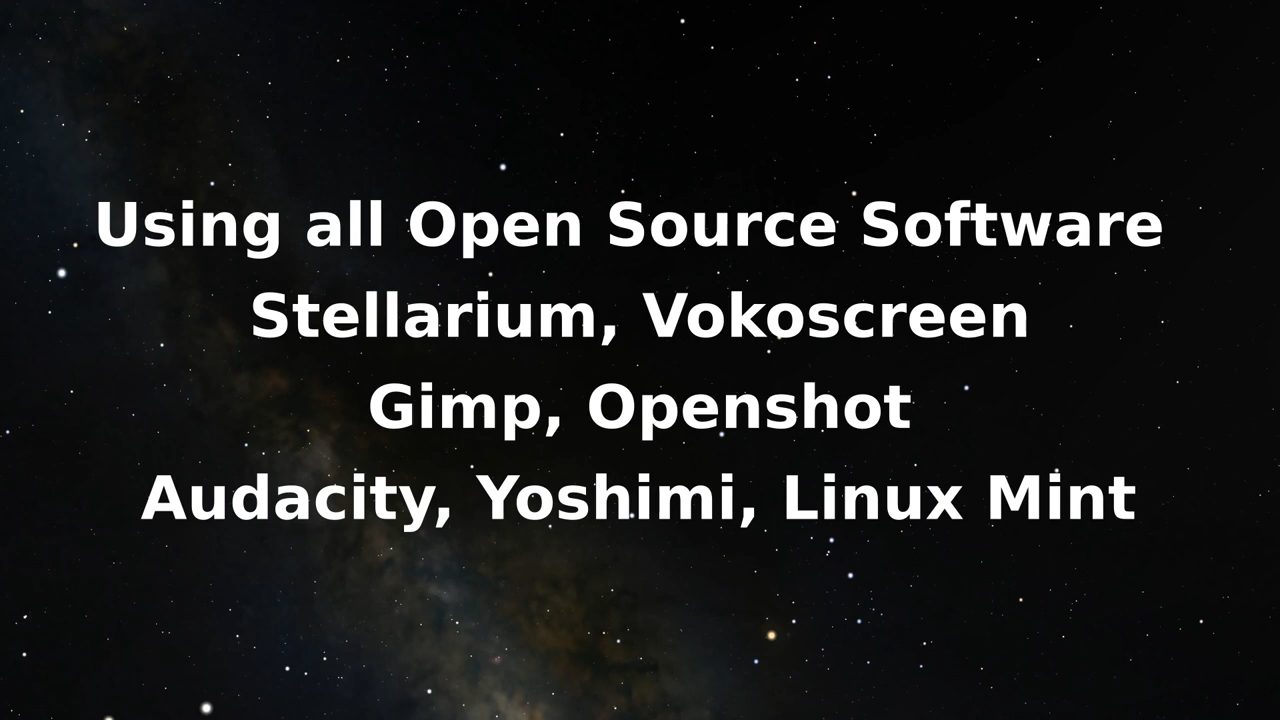 Using all Open Source Software
Stellarium, Vokoscreen
Gimp, Openshot
Audacity, Yoshimi, Linux Mint